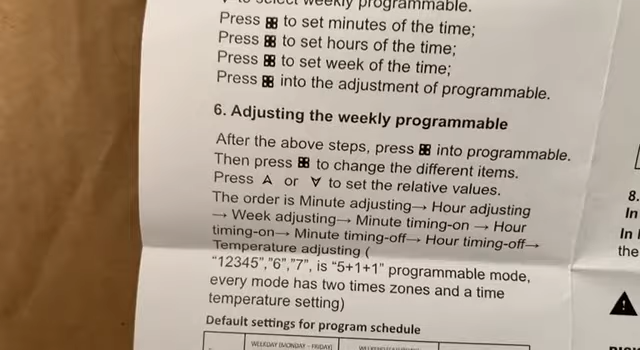 to select weekly programmable.
Press to set minutes of the time;
Press to set hours of the time;
Press to set week of the time;
Press into the adjustment of programmable.
6. Adjusting the weekly programmable
After the above steps, press into programmable.
Then press to change the different items.
Press ∧ or ∨ to set the relative values.
The order is Minute adjusting→ Hour adjusting
→ Week adjusting→ Minute timing-on → Hour
timing-on→ Minute timing-off→ Hour timing-off→
Temperature adjusting (
“12345”,”6”,”7”, is “5+1+1” programmable mode,
every mode has two times zones and a time
temperature setting)
Default settings for program schedule
WEEKDAY (MONDAY - FRIDAY)
8.
In
In
the